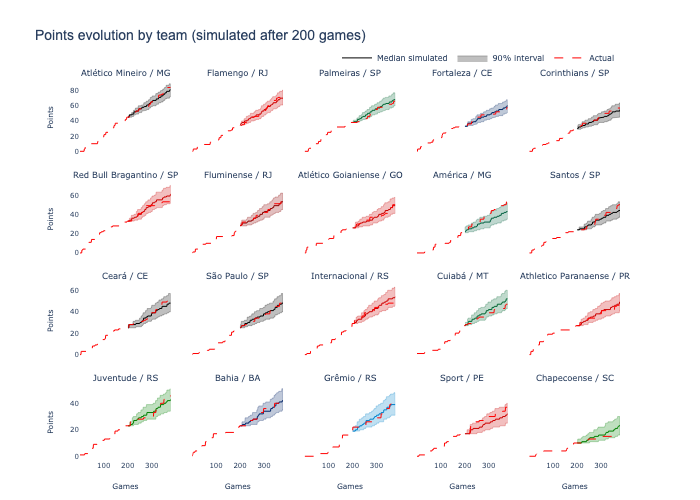 Points evolution by team (simulated after 200 games)
Median simulated 90% interval Actual
Atlético Mineiro / MG Flamengo / RJ Palmeiras / SP Fortaleza / CE Corinthians / SP
80
60
40
20
0
Points
Red Bull Bragantino / SP Fluminense / RJ Atlético Goianiense / GO América / MG Santos / SP
60
40
20
0
Points
Ceará / CE São Paulo / SP Internacional / RS Cuiabá / MT Athletico Paranaense / PR
60
40
20
0
Points
Juventude / RS Bahia / BA Grêmio / RS Sport / PE Chapecoense / SC
40
20
0
Points
100 200 300 100 200 300 100 200 300 100 200 300 100 200 300
Games Games Games Games Games